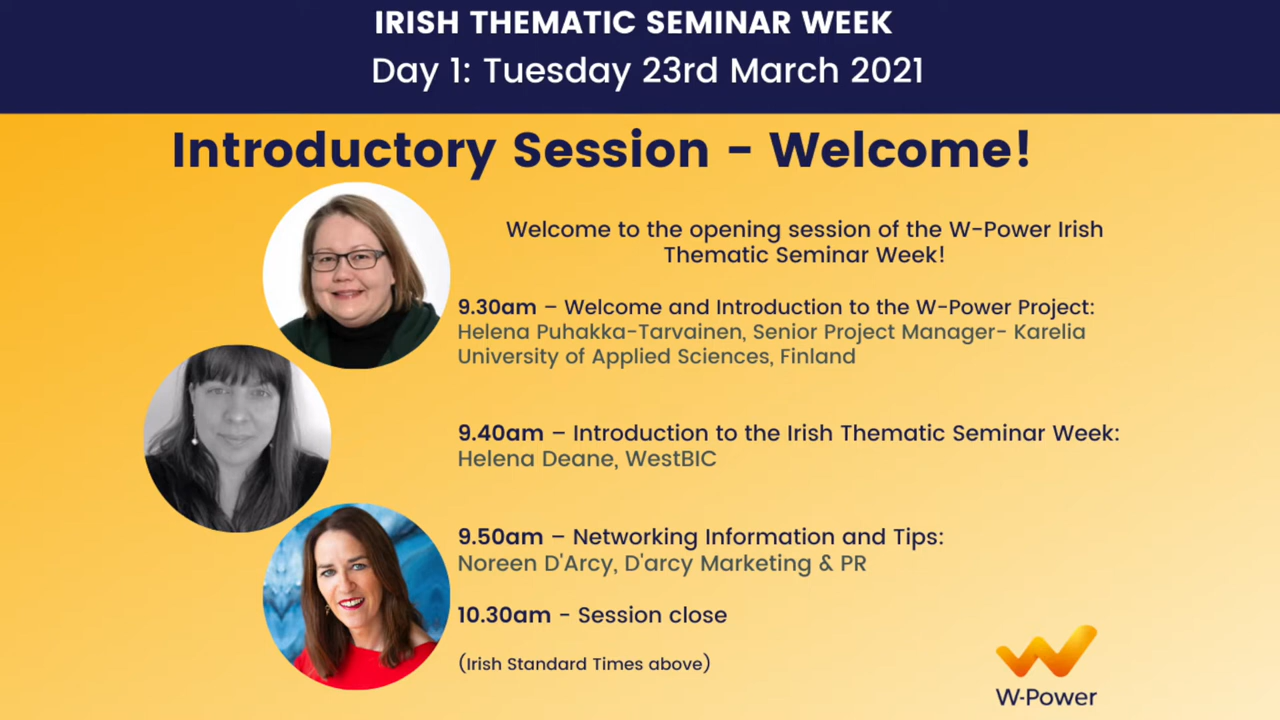 IRISH THEMATIC SEMINAR WEEK
Day 1: Tuesday 23rd March 2021
Introductory Session - Welcome!
Welcome to the opening session of the W-Power Irish
Thematic Seminar Week!
9.30am – Welcome and Introduction to the W-Power Project:
Helena Puhakka-Tarvainen, Senior Project Manager- Karelia
University of Applied Sciences, Finland
9.40am – Introduction to the Irish Thematic Seminar Week:
Helena Deane, WestBIC
9.50am – Networking Information and Tips:
Noreen D'Arcy, D'arcy Marketing & PR
10.30am - Session close
(Irish Standard Times above)
W-Power